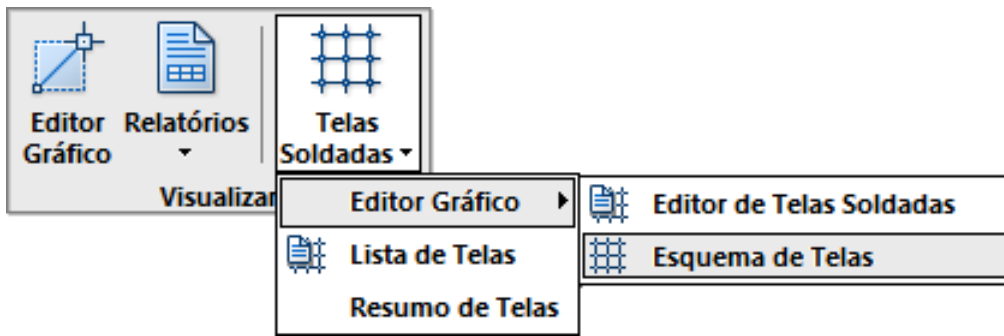 Editor
Gráfico
Relatórios
Telas
Soldadas
Visualizar
Editor Gráfico
Lista de Telas
Resumo de Telas
Editor de Telas Soldadas
Esquema de Telas